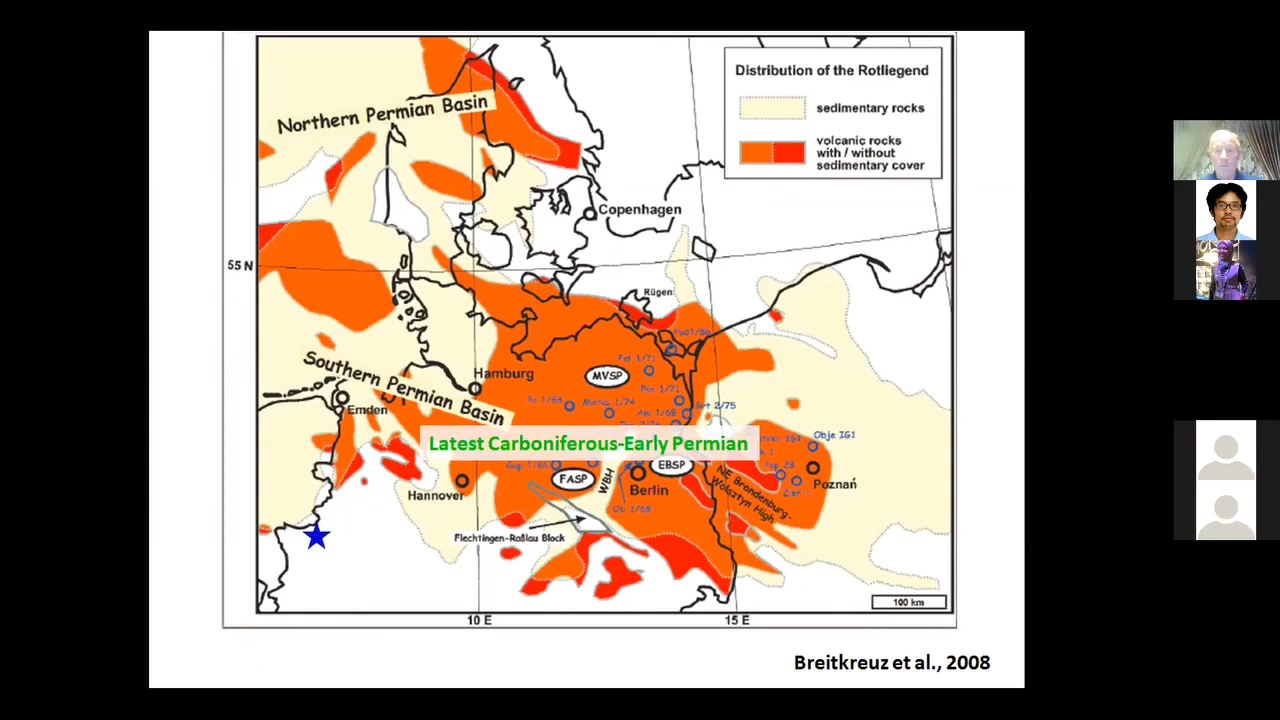 Distribution of the Rotliegend
sedimentary rocks
volcanic rocks
with / without
sedimentary cover
Northern Permian Basin
Copenhagen
55 N
Rügen
Southern Permian Basin
Hamburg
MVSP
Emden
Obje IG1
Latest Carboniferous-Early Permian
FASP
EBSP
WBH
Berlin
Poznań
NE Brandenburg-
Wolsztyn High
Hannover
Flechtingen-Roßlau Block
100 km
10 E
15 E
Breitkreuz et al., 2008